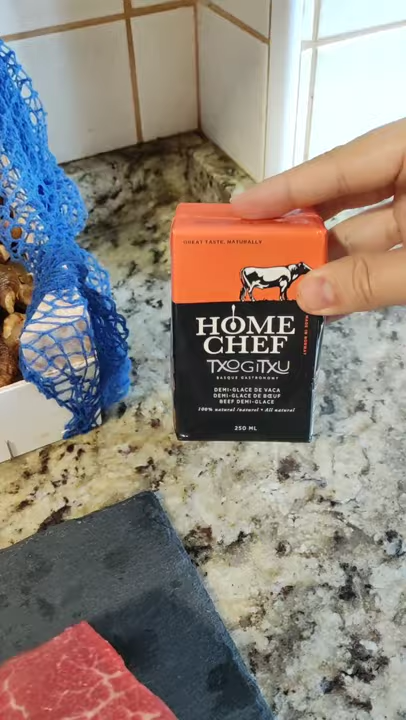 GREAT TASTE, NATURALLY
HOME
CHEF
TXOGITXU
BASQUE GASTRONOMY
DEMI-GLACE DE VACA
DEMI-GLACE DE BŒUF
BEEF DEMI-GLACE
100% natural/naturel • All natural
250 ML